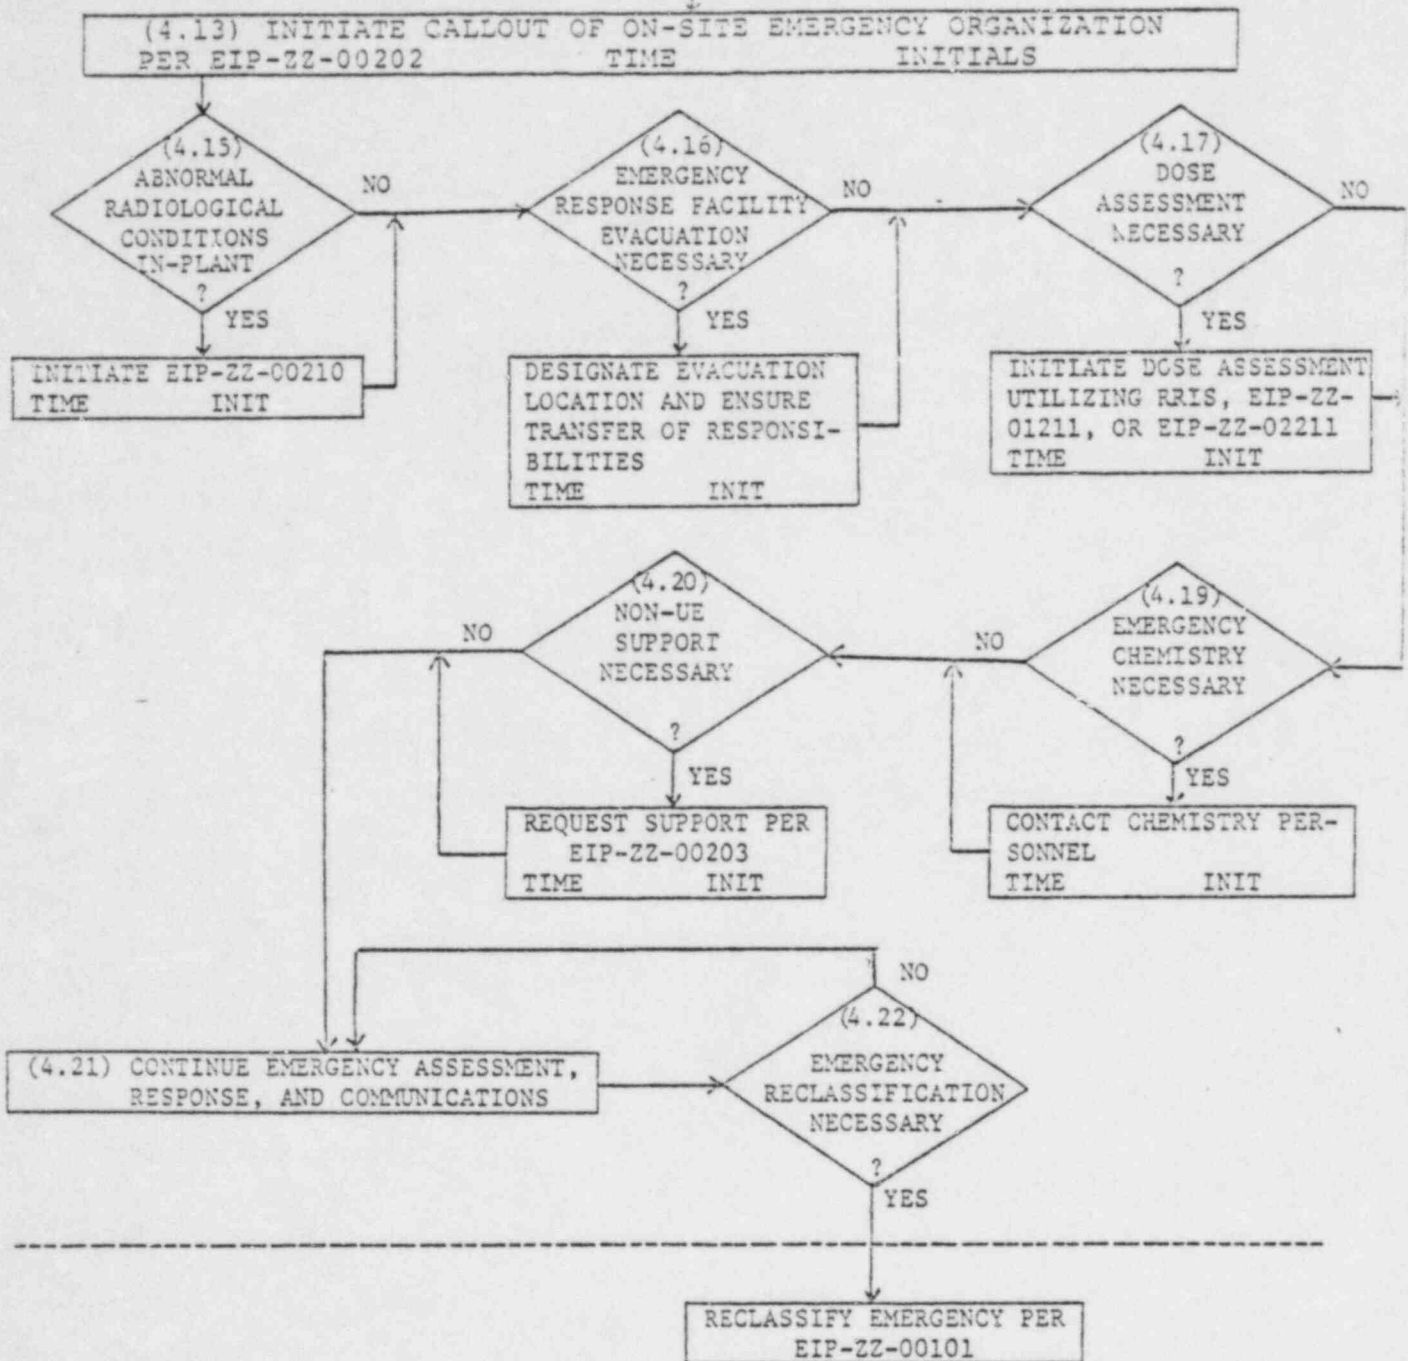 (4.13) INITIATE CALLOUT OF ON-SITE EMERGENCY ORGANIZATION
PER EIP-ZZ-00202 TIME INITIALS
(4.15)
ABNORMAL
RADIOLOGICAL
CONDITIONS
IN-PLANT
?
NO
YES
INITIATE EIP-ZZ-00210
TIME INIT
(4.16)
EMERGENCY
RESPONSE FACILITY
EVACUATION
NECESSARY
?
NO
YES
DESIGNATE EVACUATION
LOCATION AND ENSURE
TRANSFER OF RESPONSI-
BILITIES
TIME INIT
(4.17)
DOSE
ASSESSMENT
NECESSARY
?
NO
YES
INITIATE DOSE ASSESSMENT
UTILIZING RRIS, EIP-ZZ-
01211, OR EIP-ZZ-02211
TIME INIT
(4.19)
EMERGENCY
CHEMISTRY
NECESSARY
?
NO
YES
CONTACT CHEMISTRY PER-
SONNEL
TIME INIT
(4.20)
NON-UE
SUPPORT
NECESSARY
?
NO
YES
REQUEST SUPPORT PER
EIP-ZZ-00203
TIME INIT
(4.21) CONTINUE EMERGENCY ASSESSMENT,
RESPONSE, AND COMMUNICATIONS
NO
(4.22)
EMERGENCY
RECLASSIFICATION
NECESSARY
?
YES
RECLASSIFY EMERGENCY PER
EIP-ZZ-00101